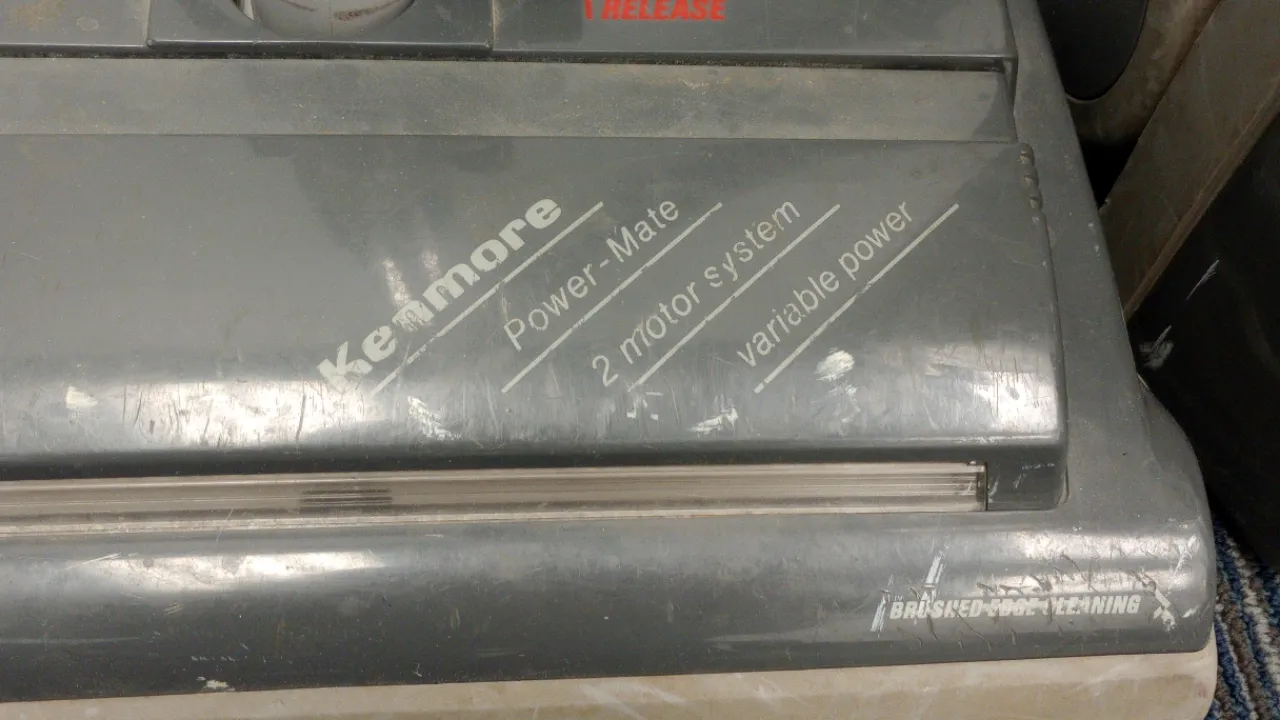 RELEASE
Kenmore
Power-Mate
2 motor system
variable power
BRUSHED EDGE CLEANING